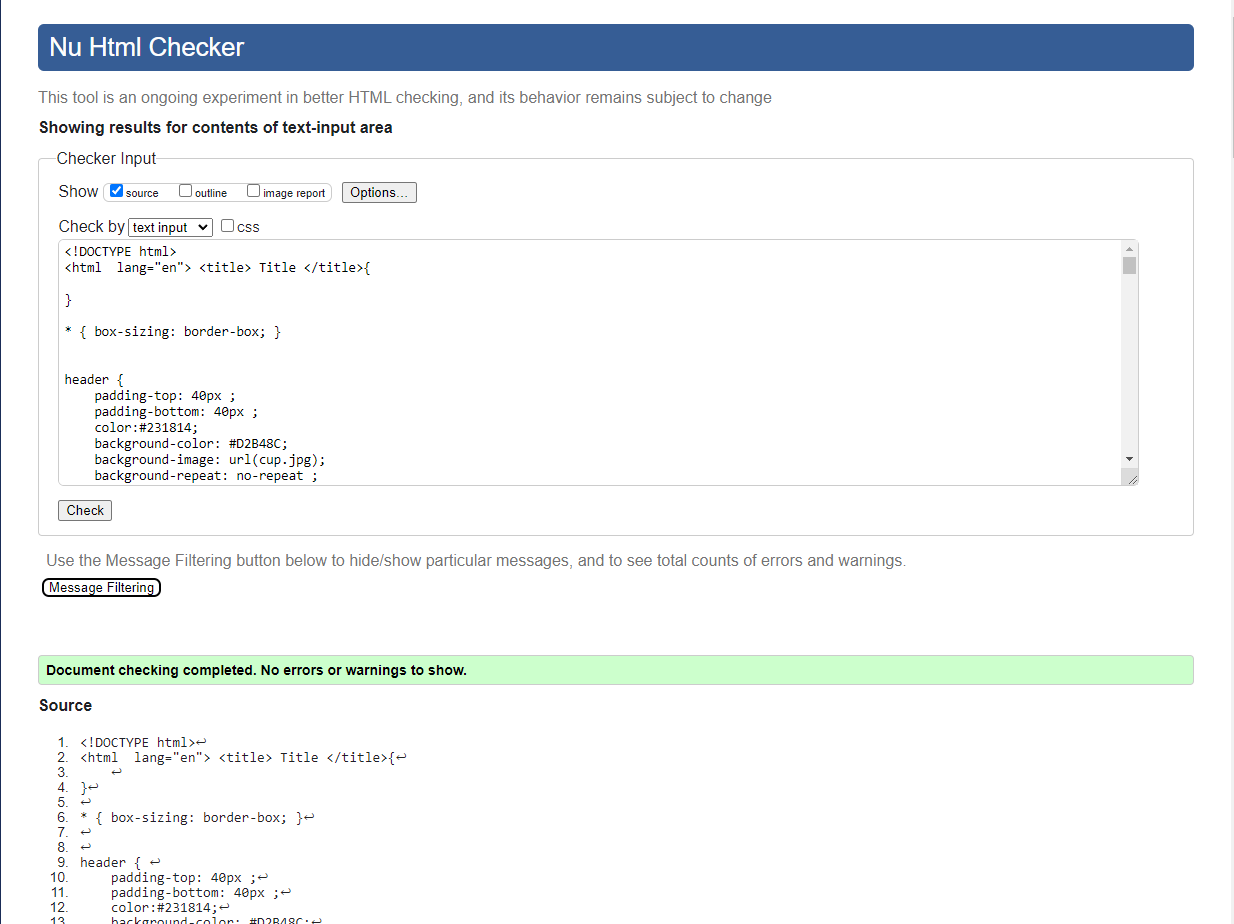 Nu Html Checker
This tool is an ongoing experiment in better HTML checking, and its behavior remains subject to change
Showing results for contents of text-input area
Checker Input
Show source outline image report Options...
Check by text input css
<!DOCTYPE html>
<html  lang="en"> <title> Title </title>{
}
* { box-sizing: border-box; }
header {
    padding-top: 40px ;
    padding-bottom: 40px ;
    color:#231814;
    background-color: #D2B48C;
    background-image: url(cup.jpg);
    background-repeat: no-repeat ;
Check
Use the Message Filtering button below to hide/show particular messages, and to see total counts of errors and warnings.
Message Filtering
Document checking completed. No errors or warnings to show.
Source
1. <!DOCTYPE html>↩
2. <html  lang="en"> <title> Title </title>{↩
3.     ↩
4. }↩
5. ↩
6. * { box-sizing: border-box; }↩
7. ↩
8. ↩
9. header { ↩
10.     padding-top: 40px ;↩
11.     padding-bottom: 40px ;↩
12.     color:#231814;↩
13.     background-color: #D2B48C;↩